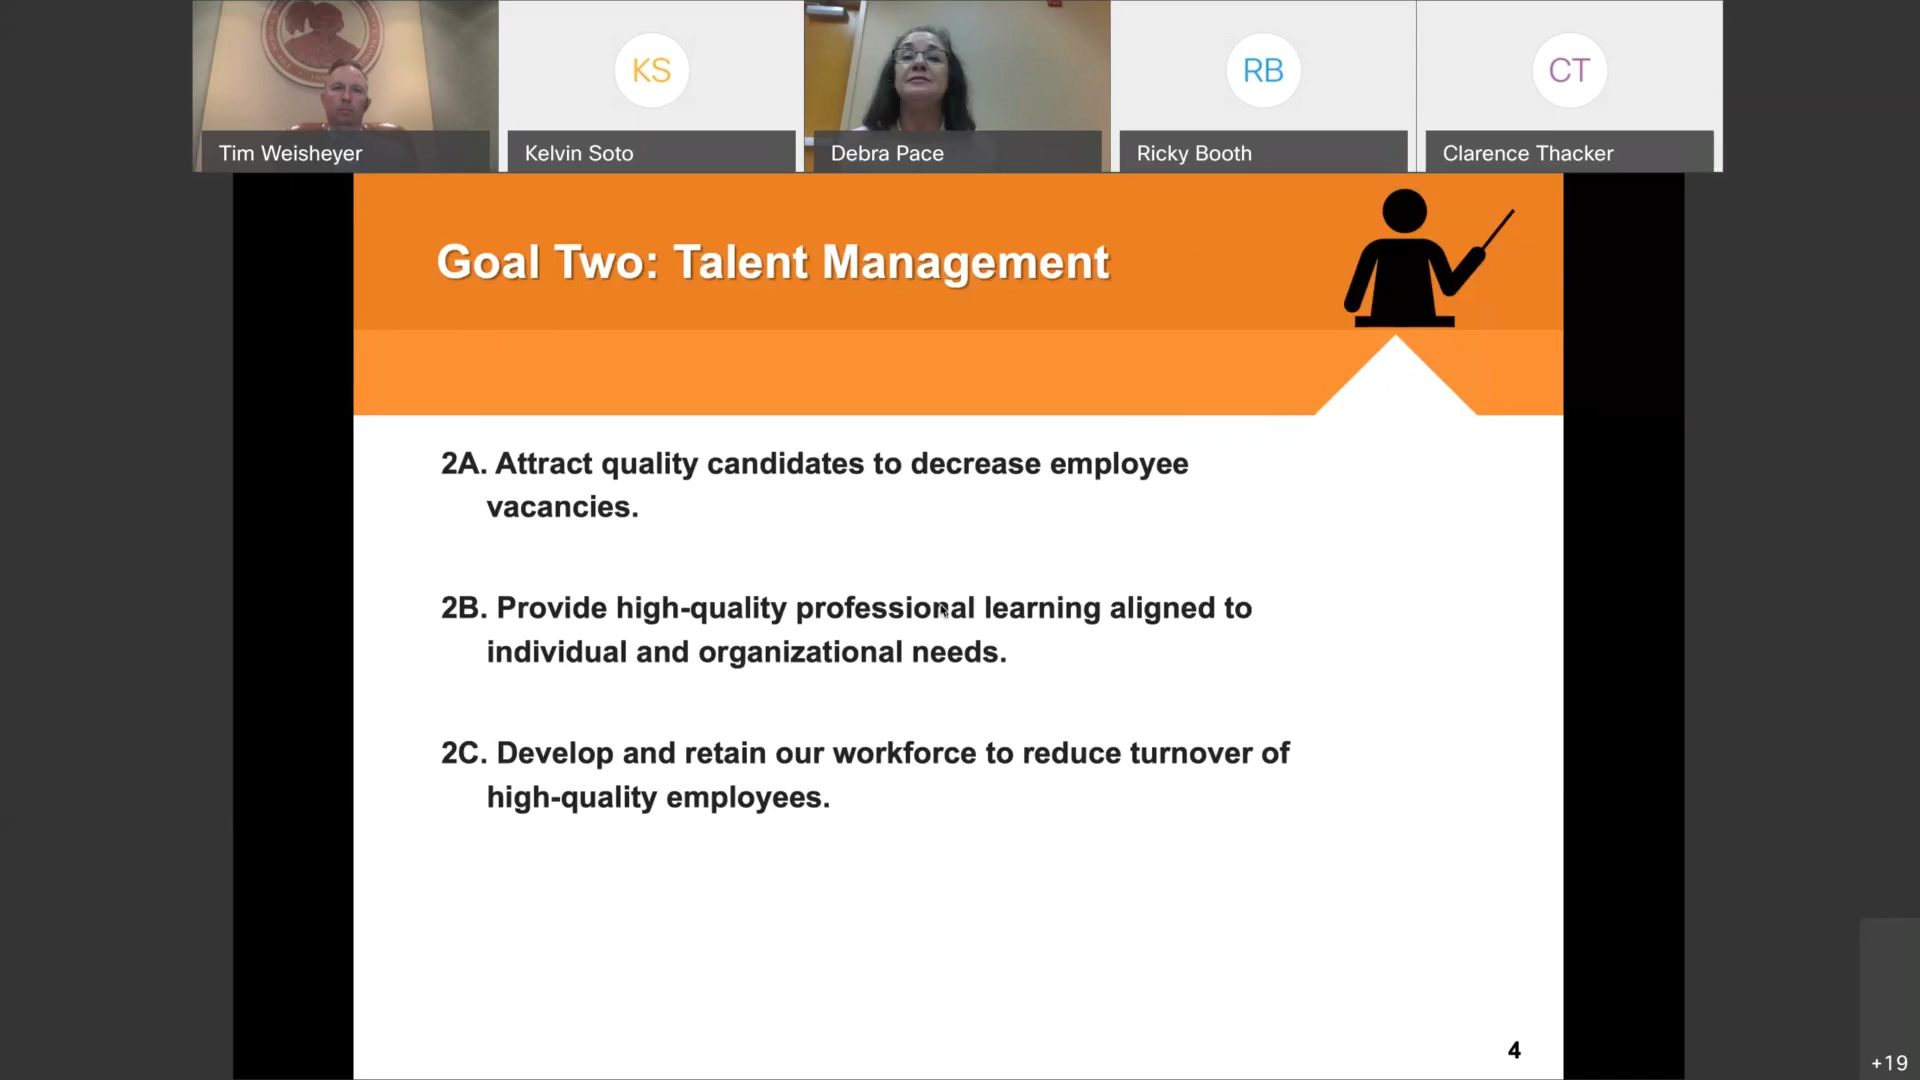 KS
RB
CT
Tim Weisheyer
Kelvin Soto
Debra Pace
Ricky Booth
Clarence Thacker
Goal Two: Talent Management
2A. Attract quality candidates to decrease employee
vacancies.
2B. Provide high-quality professional learning aligned to
individual and organizational needs.
2C. Develop and retain our workforce to reduce turnover of
high-quality employees.
4
+19